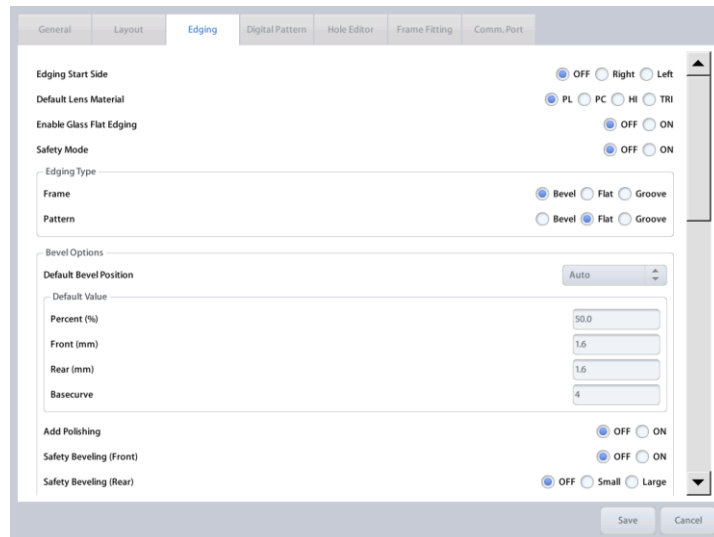 General Layout Edging Digital Pattern Hole Editor Frame Fitting Comm. Port
Edging Start Side OFF Right Left
Default Lens Material PL PC HI TRI
Enable Glass Flat Edging OFF ON
Safety Mode OFF ON
Edging Type
Frame Bevel Flat Groove
Pattern Bevel Flat Groove
Bevel Options
Default Bevel Position Auto
Default Value
Percent (%) 50.0
Front (mm) 1.6
Rear (mm) 1.6
Basecurve 4
Add Polishing OFF ON
Safety Beveling (Front) OFF ON
Safety Beveling (Rear) OFF Small Large
Save Cancel